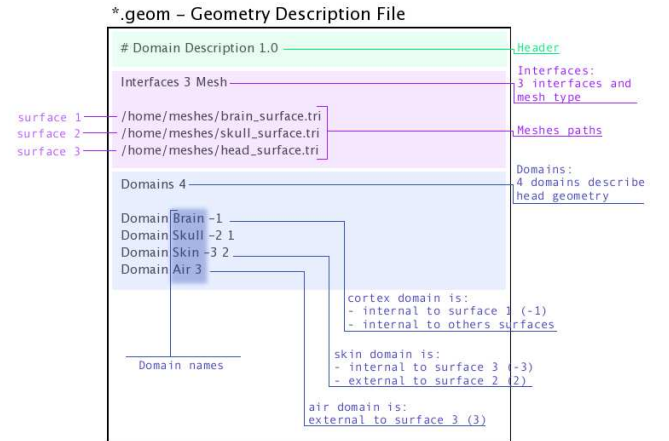 *.geom – Geometry Description File
# Domain Description 1.0
Header
Interfaces 3 Mesh
Interfaces:
3 interfaces and
mesh type
surface 1
/home/meshes/brain_surface.tri
surface 2
/home/meshes/skull_surface.tri
Meshes paths
surface 3
/home/meshes/head_surface.tri
Domains 4
Domains:
4 domains describe
head geometry
Domain Brain -1
Domain Skull -2 1
Domain Skin -3 2
Domain Air 3
cortex domain is:
- internal to surface 1 (-1)
- internal to others surfaces
Domain names
skin domain is:
- internal to surface 3 (-3)
- external to surface 2 (2)
air domain is:
external to surface 3 (3)